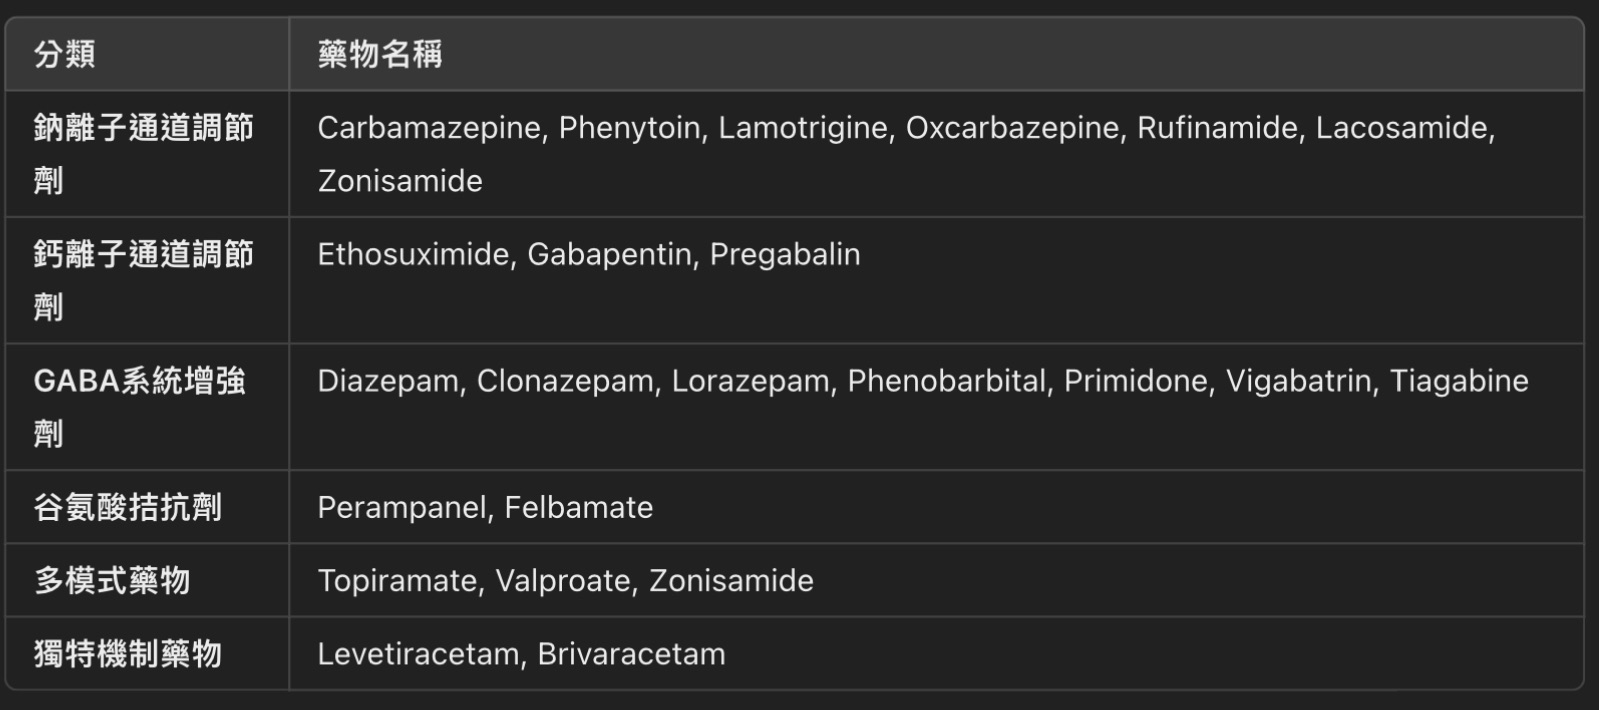 分類
藥物名稱
鈉離子通道調節
劑
Carbamazepine, Phenytoin, Lamotrigine, Oxcarbazepine, Rufinamide, Lacosamide,
Zonisamide
鈣離子通道調節
劑
Ethosuximide, Gabapentin, Pregabalin
GABA系統增強
劑
Diazepam, Clonazepam, Lorazepam, Phenobarbital, Primidone, Vigabatrin, Tiagabine
谷氨酸拮抗劑
Perampanel, Felbamate
多模式藥物
Topiramate, Valproate, Zonisamide
獨特機制藥物
Levetiracetam, Brivaracetam